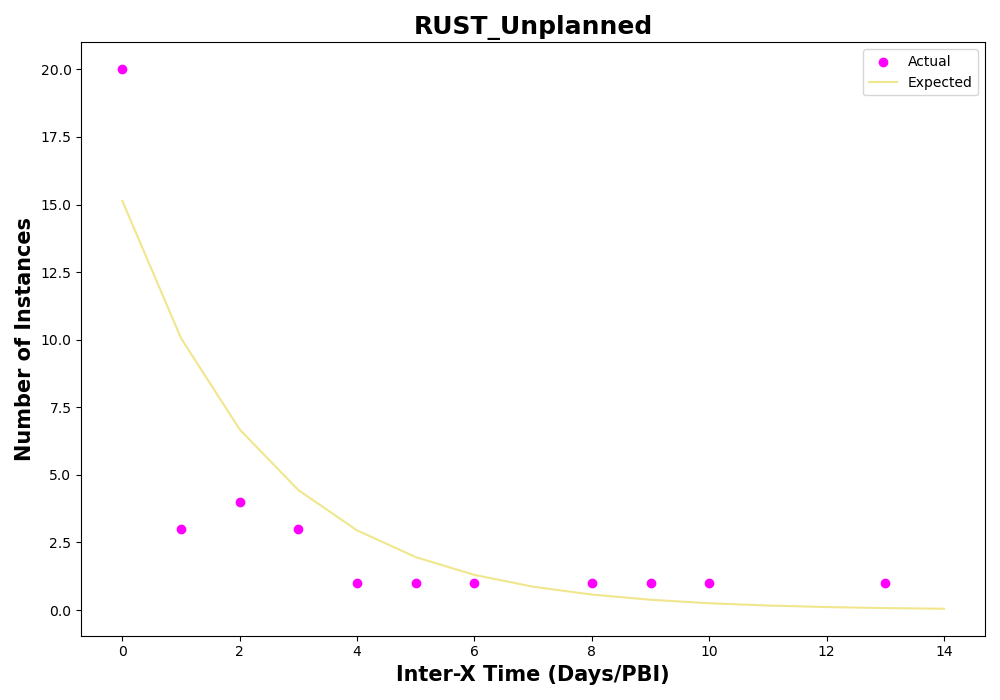 RUST_Unplanned
Actual
Expected
20.0
17.5
15.0
12.5
10.0
7.5
5.0
2.5
0.0
Number of Instances
0 2 4 6 8 10 12 14
Inter-X Time (Days/PBI)